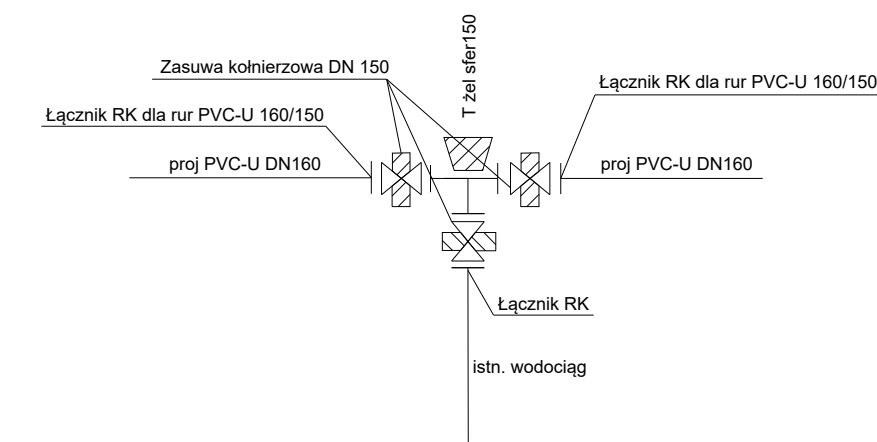 T żel sfer150
Zasuwa kołnierzowa DN 150
Łącznik RK dla rur PVC-U 160/150
Łącznik RK dla rur PVC-U 160/150
proj PVC-U DN160
proj PVC-U DN160
Łącznik RK
istn. wodociąg